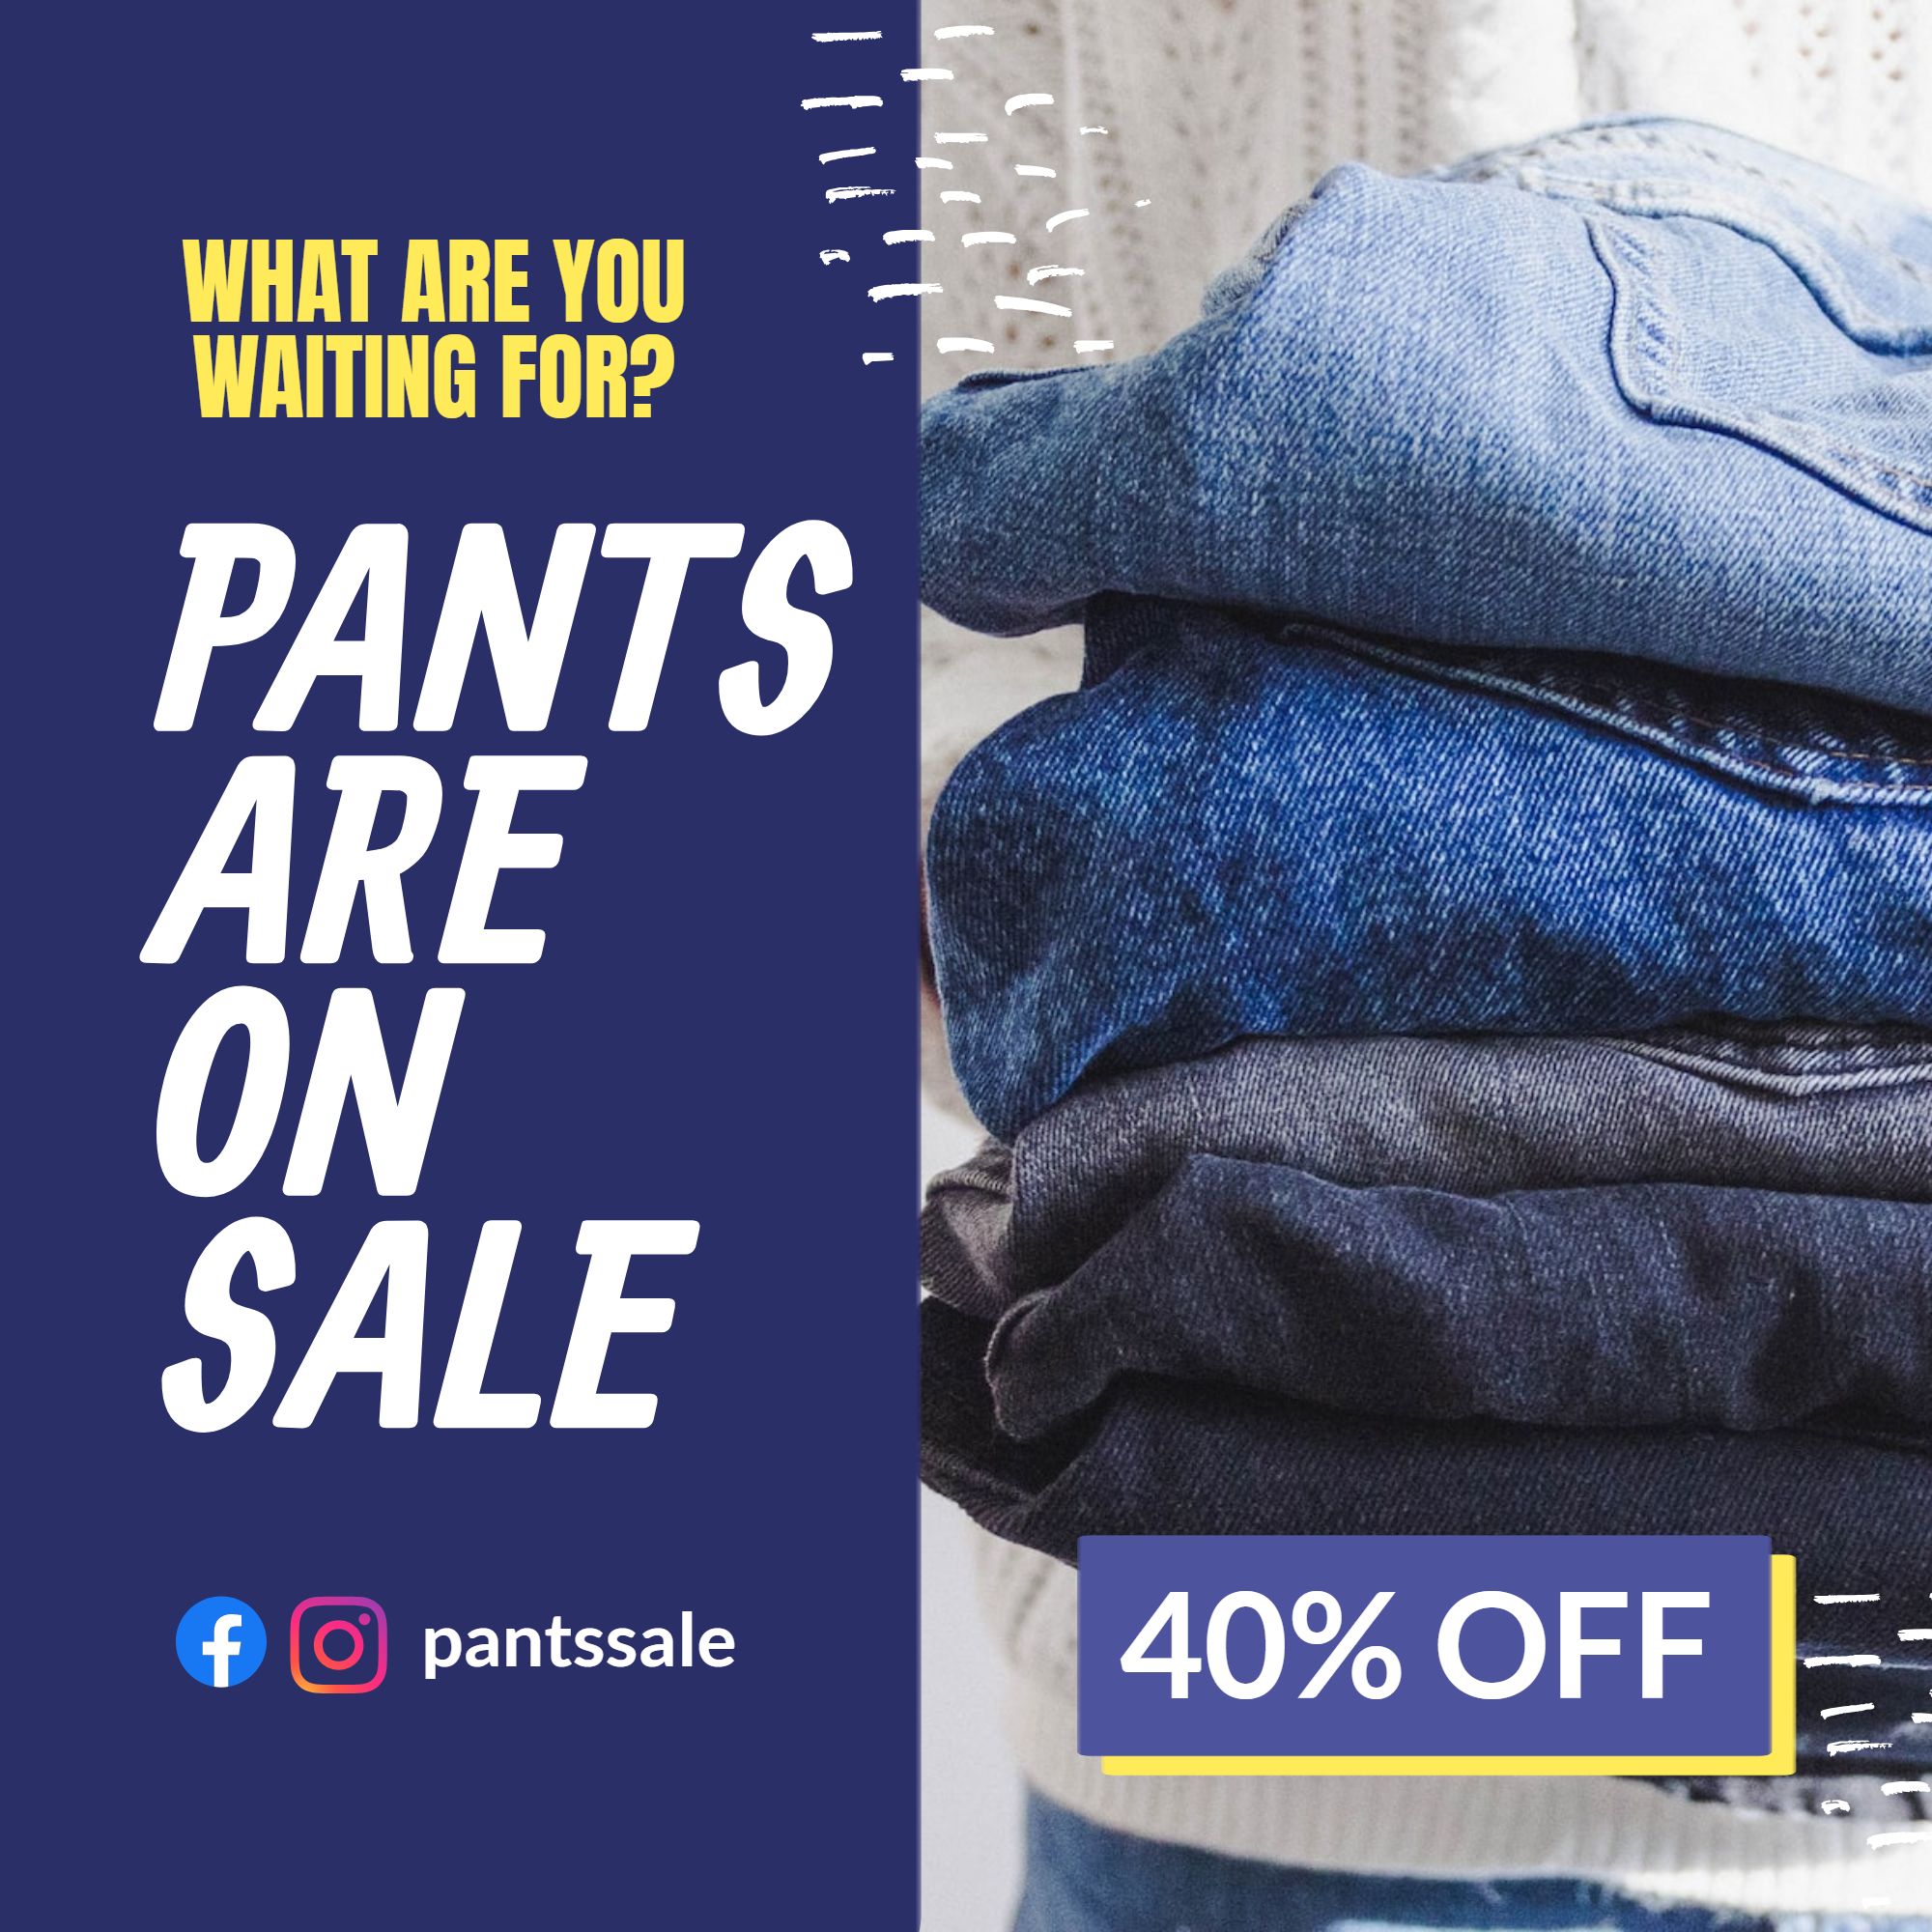 WHAT ARE YOU
WAITING FOR?
PANTS
ARE
ON
SALE
pantssale
40% OFF